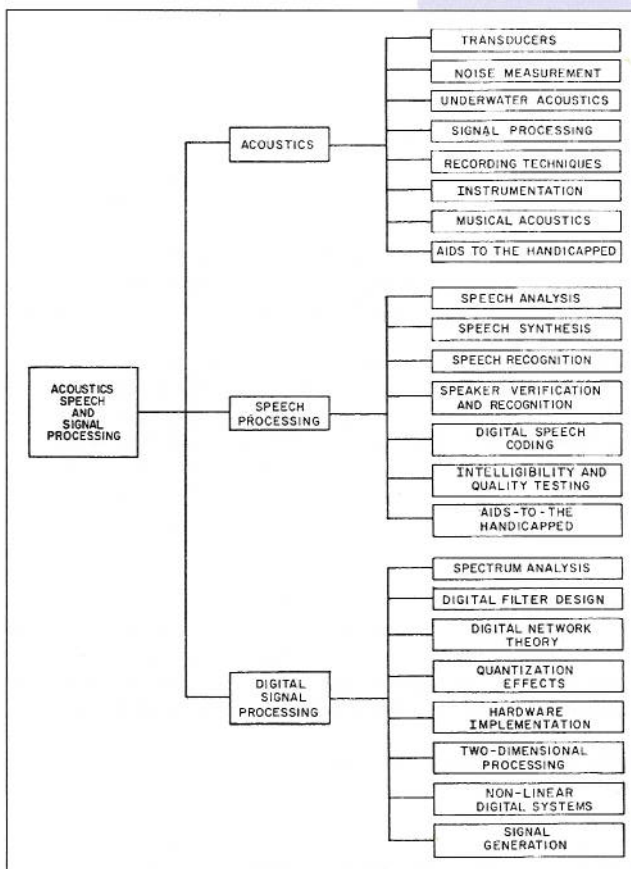 ACOUSTICS
SPEECH
AND
SIGNAL
PROCESSING
ACOUSTICS
TRANSDUCERS
NOISE MEASUREMENT
UNDERWATER ACOUSTICS
SIGNAL PROCESSING
RECORDING TECHNIQUES
INSTRUMENTATION
MUSICAL ACOUSTICS
AIDS TO THE HANDICAPPED
SPEECH
PROCESSING
SPEECH ANALYSIS
SPEECH SYNTHESIS
SPEECH RECOGNITION
SPEAKER VERIFICATION
AND RECOGNITION
DIGITAL SPEECH
CODING
INTELLIGIBILITY AND
QUALITY TESTING
AIDS-TO-THE
HANDICAPPED
DIGITAL
SIGNAL
PROCESSING
SPECTRUM ANALYSIS
DIGITAL FILTER DESIGN
DIGITAL NETWORK
THEORY
QUANTIZATION
EFFECTS
HARDWARE
IMPLEMENTATION
TWO-DIMENSIONAL
PROCESSING
NON-LINEAR
DIGITAL SYSTEMS
SIGNAL
GENERATION